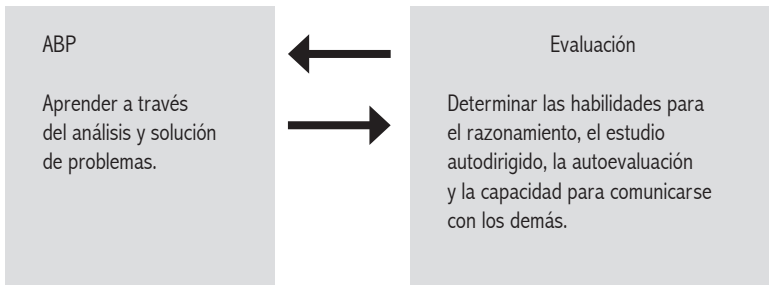 ABP
Aprender a través
del análisis y solución
de problemas.
Evaluación
Determinar las habilidades para
el razonamiento, el estudio
autodirigido, la autoevaluación
y la capacidad para comunicarse
con los demás.